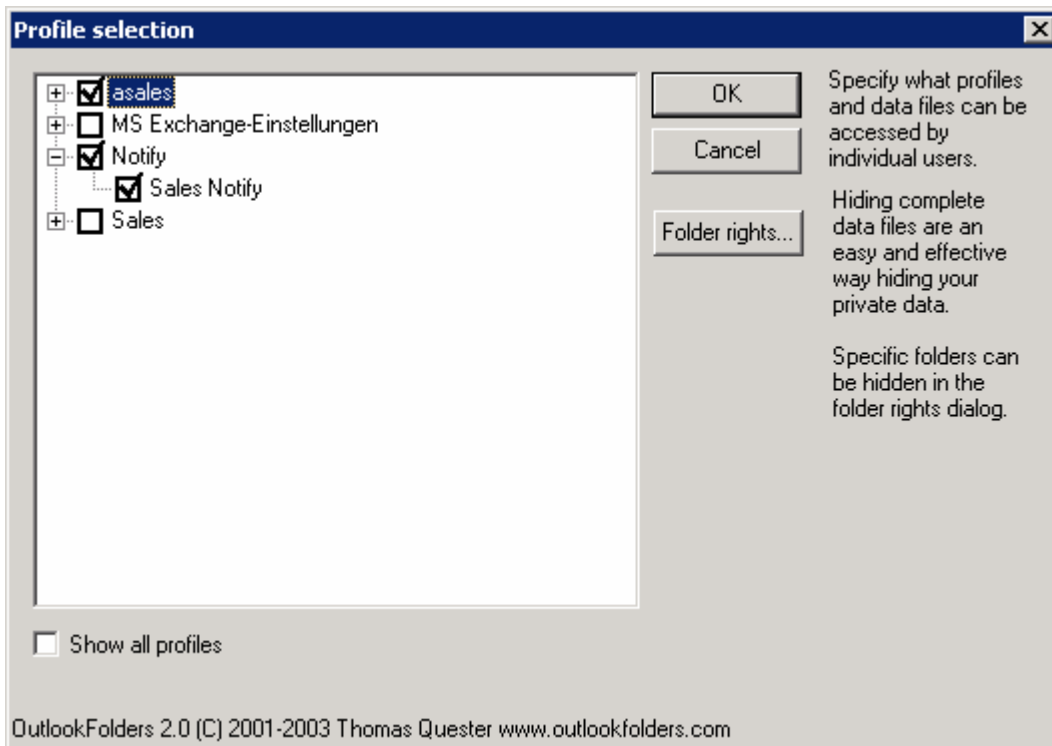 Profile selection
asales
MS Exchange-Einstellungen
Notify
Sales Notify
Sales
OK
Cancel
Folder rights...
Specify what profiles
and data files can be
accessed by
individual users.
Hiding complete
data files are an
easy and effective
way hiding your
private data.
Specific folders can
be hidden in the
folder rights dialog.
Show all profiles
OutlookFolders 2.0 (C) 2001-2003 Thomas Quester www.outlookfolders.com